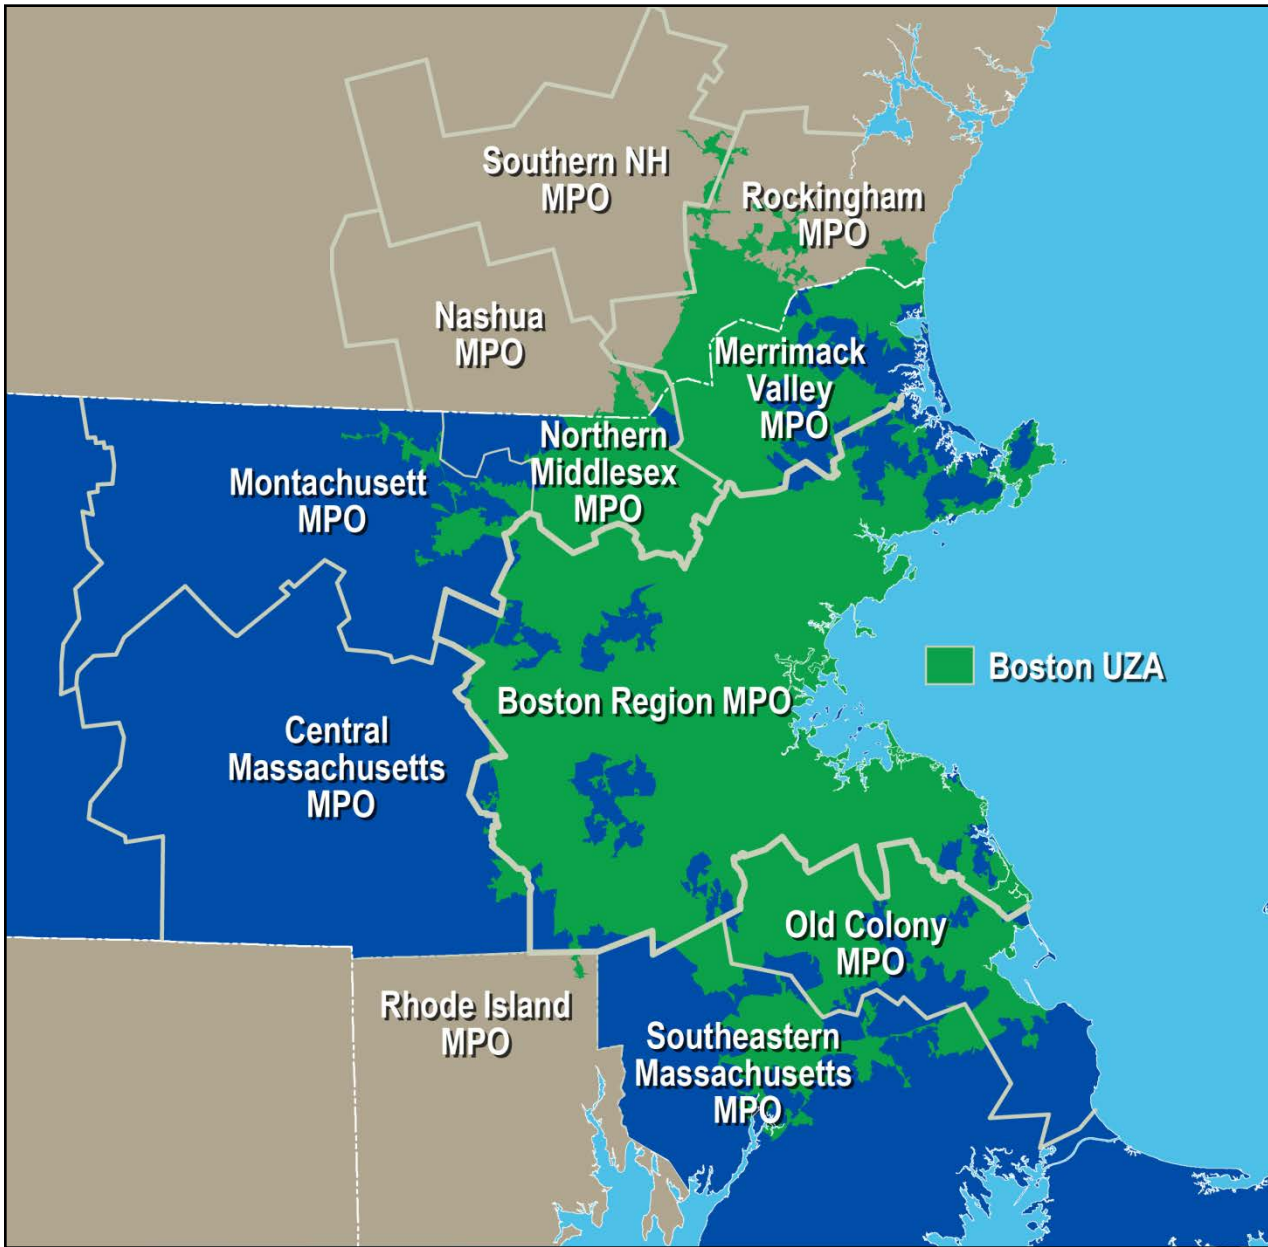 Southern NH
MPO
Rockingham
MPO
Nashua
MPO
Merrimack
Valley
MPO
Northern
Middlesex
MPO
Montachusett
MPO
Boston UZA
Boston Region MPO
Central
Massachusetts
MPO
Old Colony
MPO
Rhode Island
MPO
Southeastern
Massachusetts
MPO